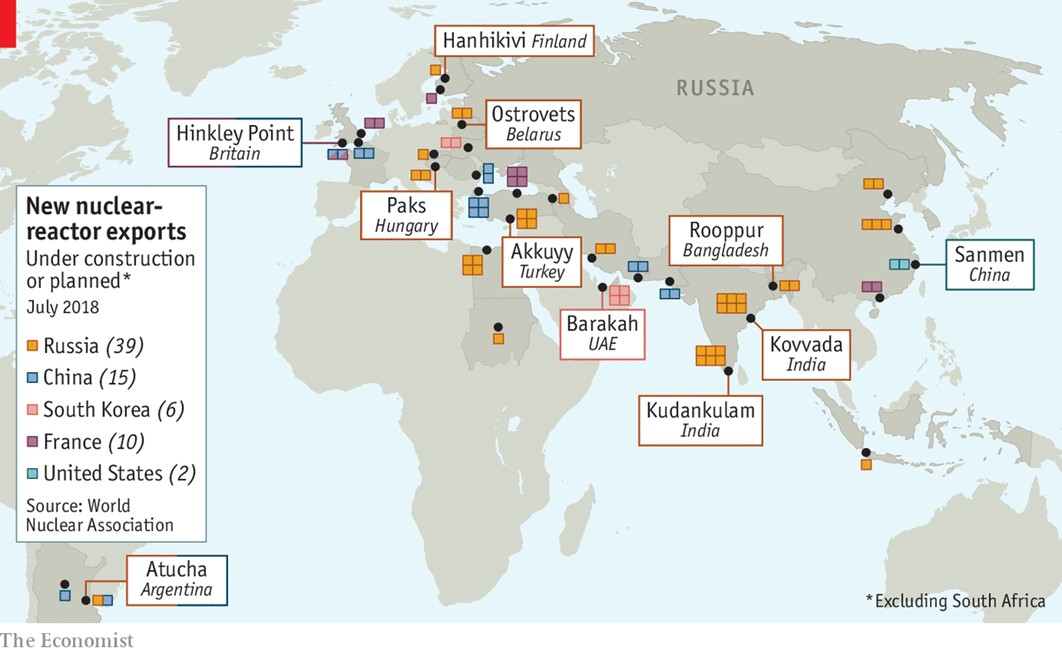 Hanhikivi Finland
RUSSIA
Ostrovets
Belarus
Hinkley Point
Britain
New nuclear-
reactor exports
Under construction
or planned*
July 2018
Russia (39)
China (15)
South Korea (6)
France (10)
United States (2)
Source: World
Nuclear Association
Paks
Hungary
Akkuyy
Turkey
Rooppur
Bangladesh
Sanmen
China
Barakah
UAE
Kovvada
India
Kudankulam
India
Atucha
Argentina
*Excluding South Africa
The Economist